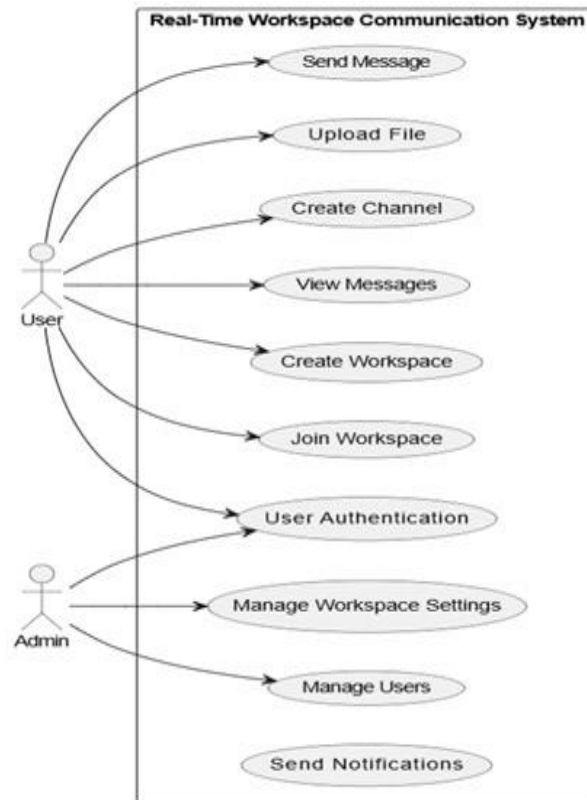 Real-Time Workspace Communication System
Send Message
Upload File
Create Channel
View Messages
User
Create Workspace
Join Workspace
User Authentication
Manage Workspace Settings
Admin
Manage Users
Send Notifications